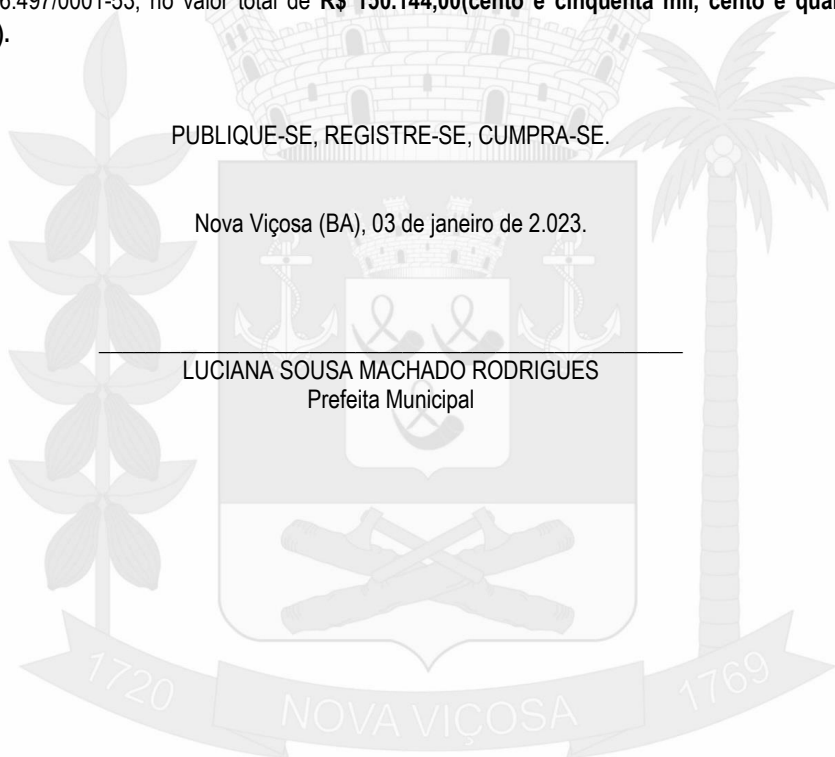 6.497/0001-53, no valor total de R$ 150.144,00(cento e cinquenta mil, cento e
).
PUBLIQUE-SE, REGISTRE-SE, CUMPRA-SE.
Nova Viçosa (BA), 03 de janeiro de 2.023.
LUCIANA SOUSA MACHADO RODRIGUES
Prefeita Municipal
1720
NOVA VIÇOSA
1769